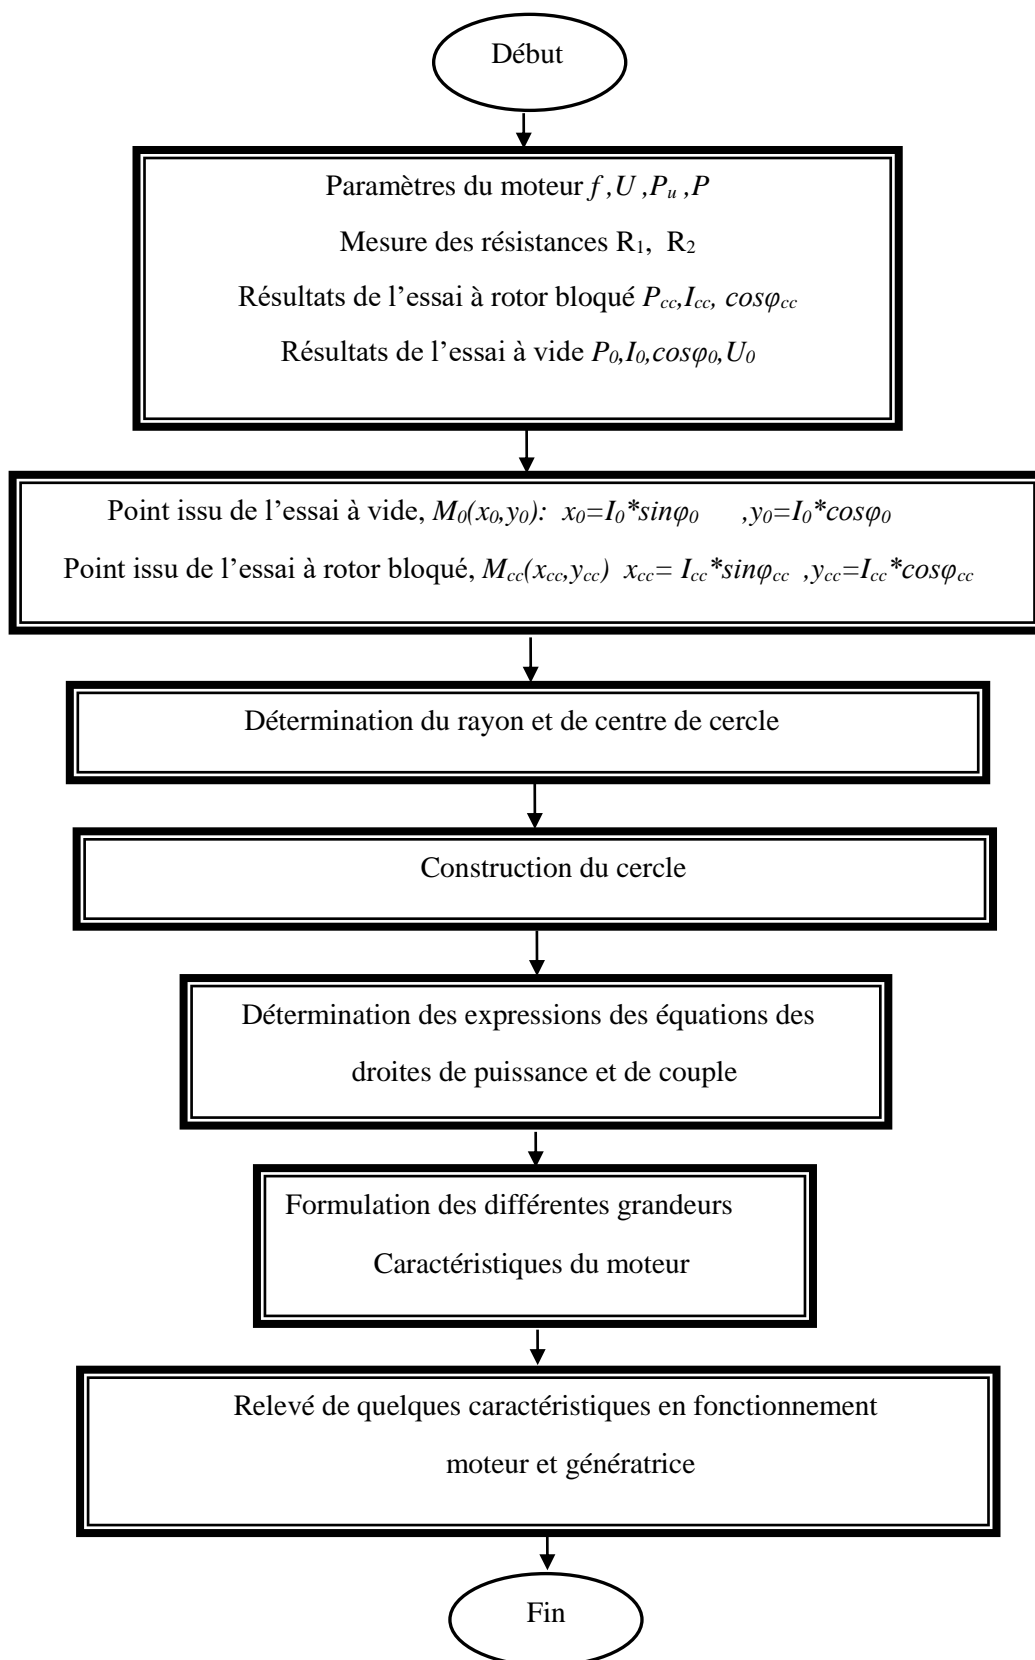 Début
Paramètres du moteur f ,U ,Pu ,P
Mesure des résistances R1, R2
Résultats de l’essai à rotor bloqué Pcc,Icc, cosφcc
Résultats de l’essai à vide P0,I0,cosφ0,U0
Point issu de l’essai à vide, M0(x0,y0): x0=I0*sinφ0 ,y0=I0*cosφ0
Point issu de l’essai à rotor bloqué, Mcc(xcc,ycc) xcc= Icc*sinφcc ,ycc=Icc*cosφcc
Détermination du rayon et de centre de cercle
Construction du cercle
Détermination des expressions des équations des
droites de puissance et de couple
Formulation des différentes grandeurs
Caractéristiques du moteur
Relevé de quelques caractéristiques en fonctionnement
moteur et génératrice
Fin